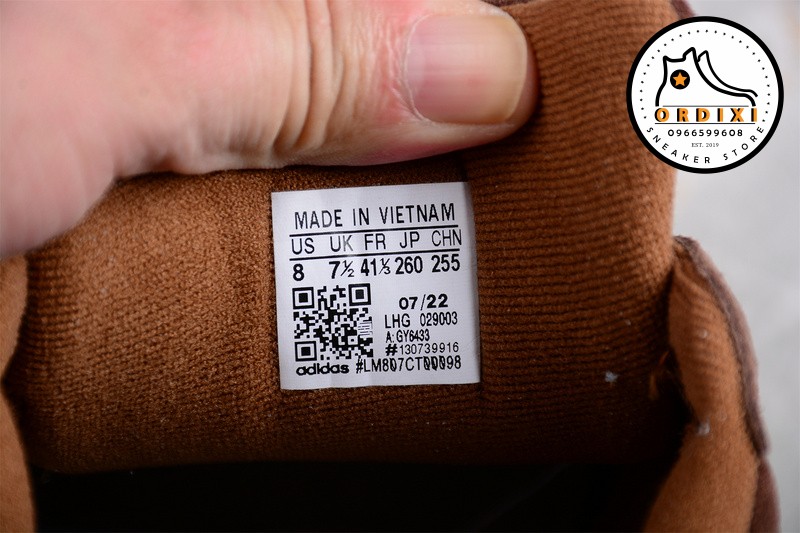 ORDIXI
0966599608
EST. 2019
SNEAKER STORE
MADE IN VIETNAM
US UK FR JP CHN
8 7½ 41⅓ 260 255
07/22
LHG 029003
A: GY6433
#130739916
adidas #LM807CT00098